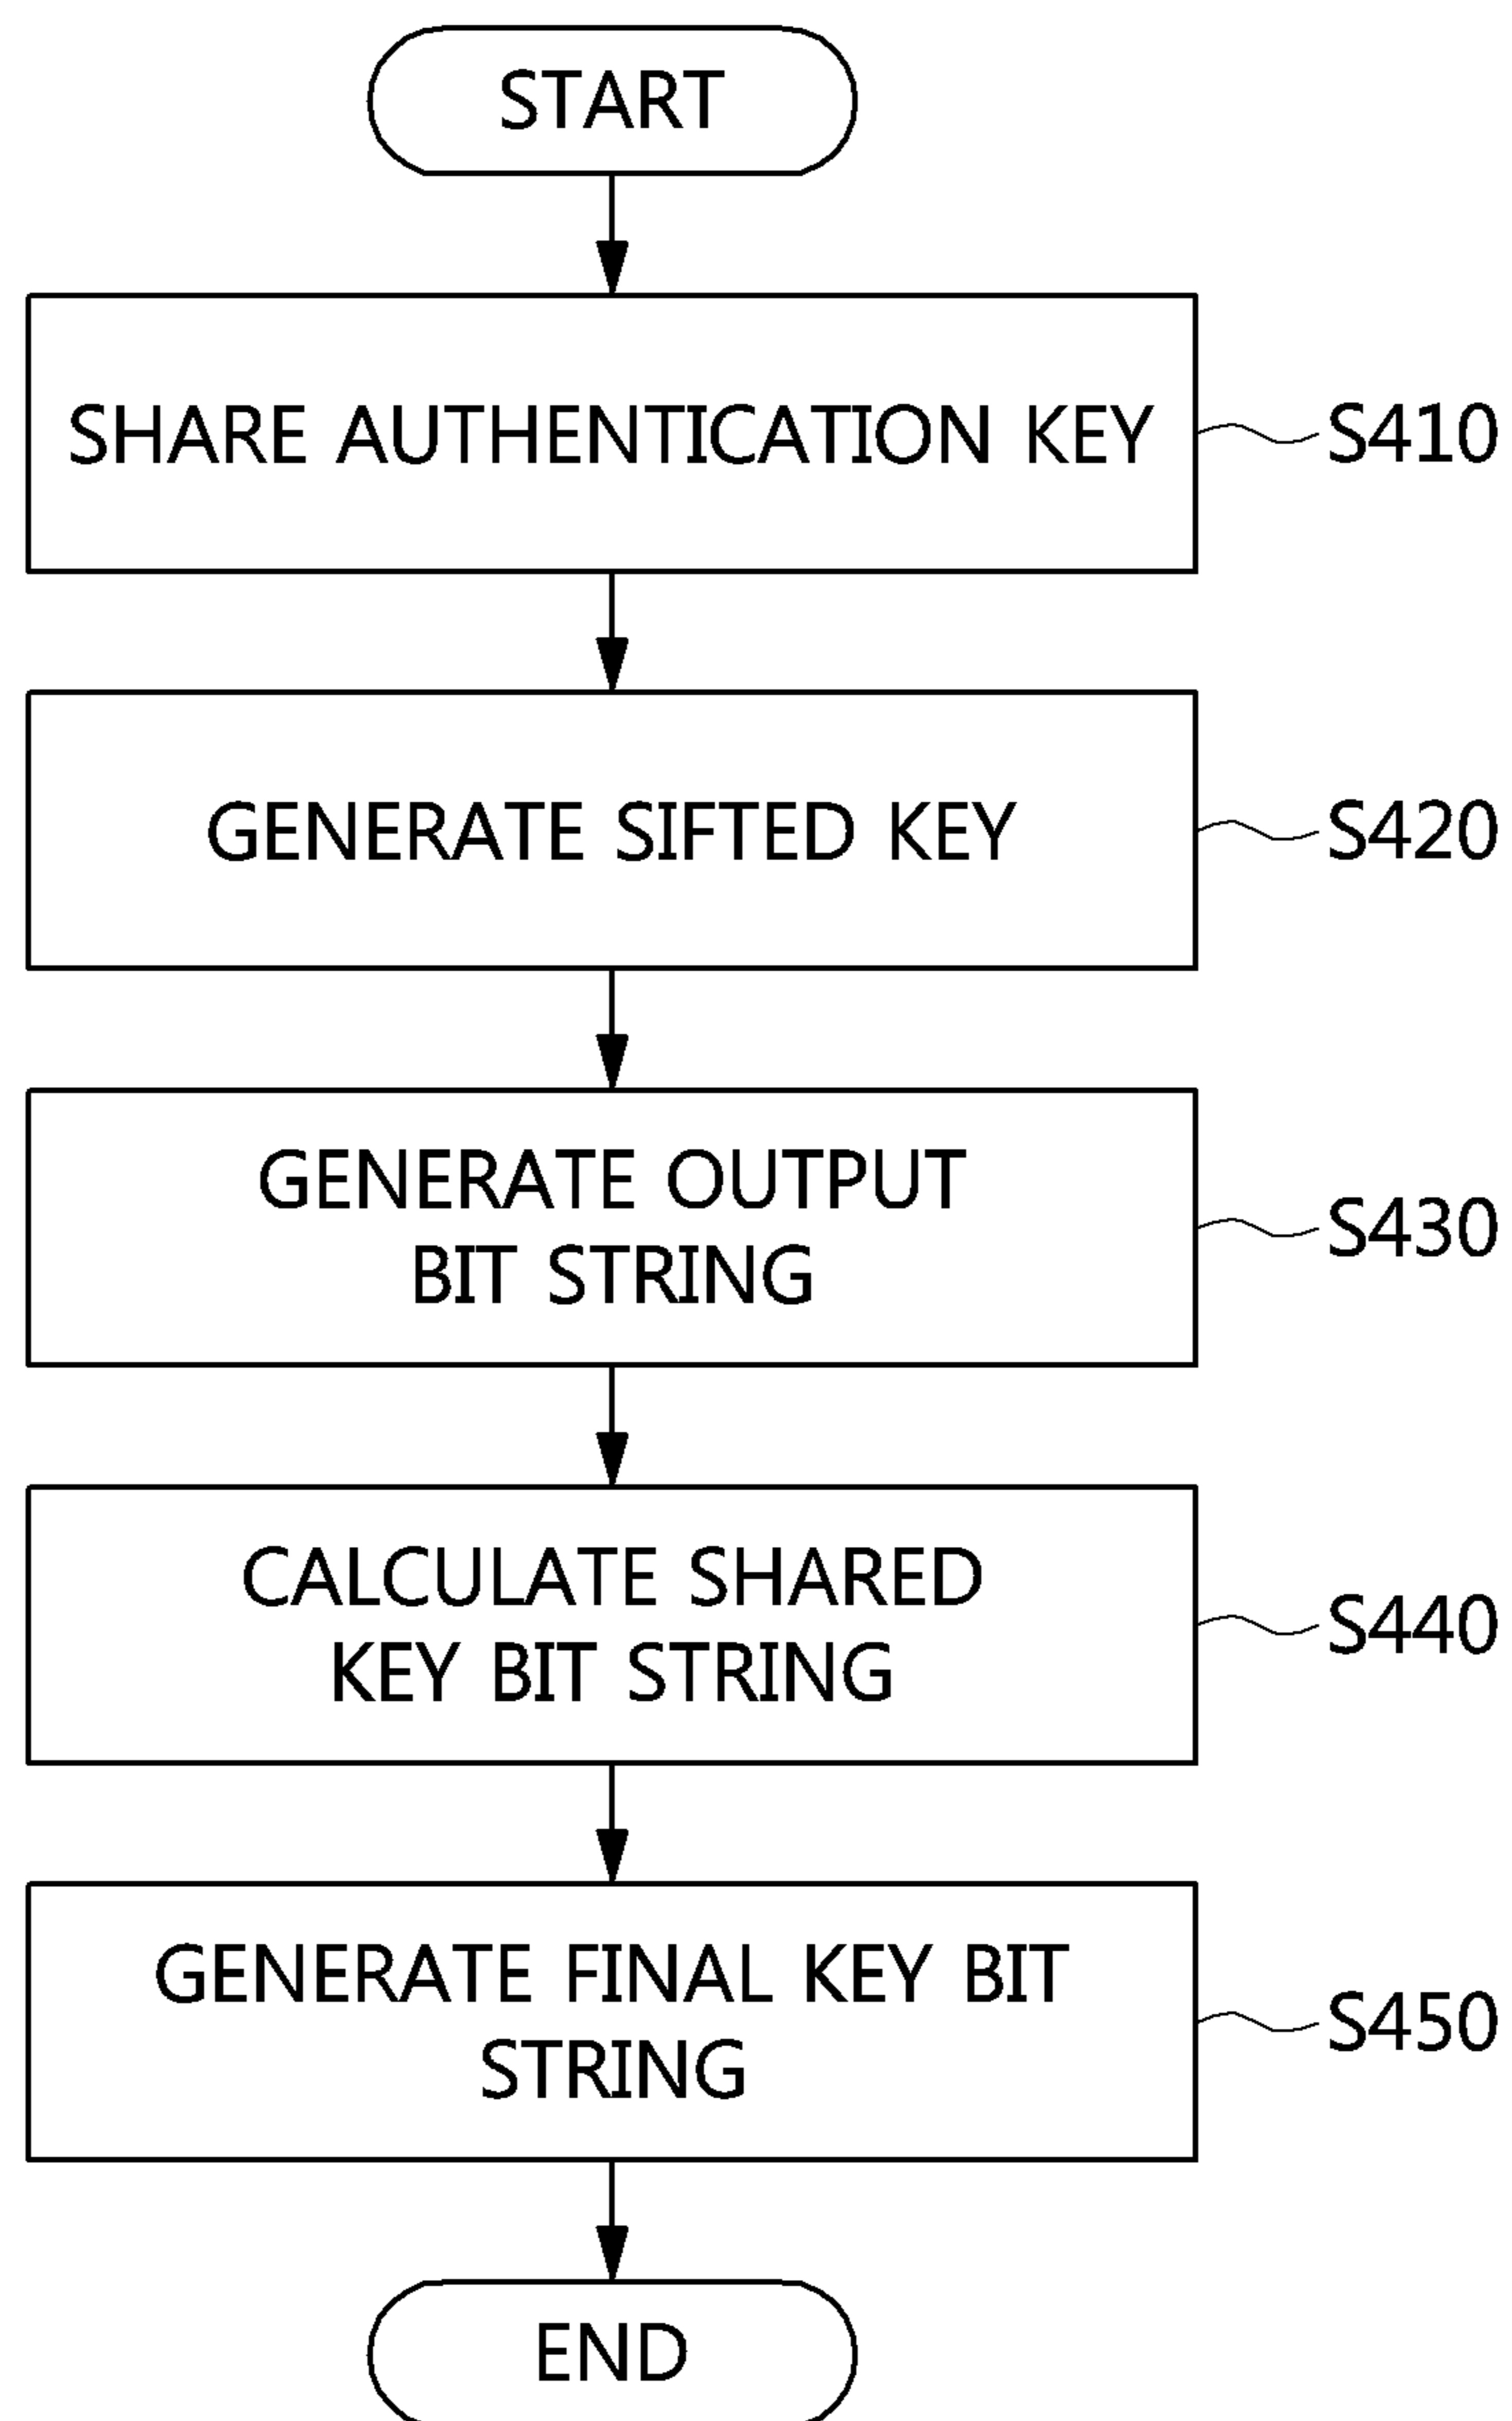 START
SHARE AUTHENTICATION KEY
S410
GENERATE SIFTED KEY
S420
GENERATE OUTPUT
BIT STRING
S430
CALCULATE SHARED
KEY BIT STRING
S440
GENERATE FINAL KEY BIT
STRING
S450
END